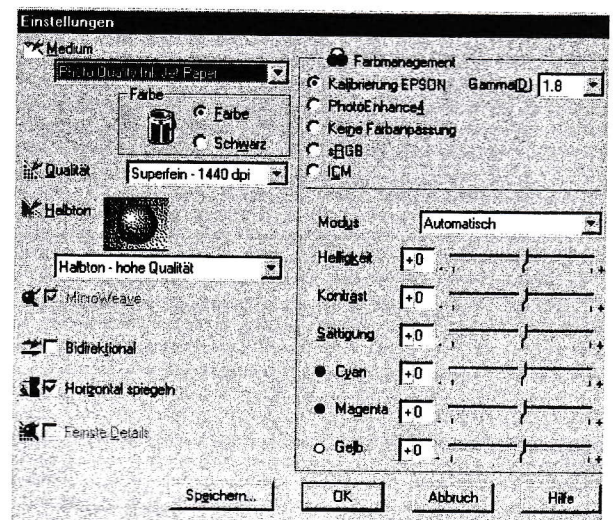 Einstellungen
Medium
Photo Quality Ink Jet Paper
Farbe
Farbe
Schwarz
Qualität
Superfein - 1440 dpi
Halbton
Halbton - hohe Qualität
MicroWeave
Bidirektional
Horizontal spiegeln
Feinste Details
Farbmanagement
Kalibrierung EPSON
Gamma(D) 1.8
PhotoEnhance4
Keine Farbanpassung
sRGB
ICM
Modus Automatisch
Helligkeit +0 - +
Kontrast +0 - +
Sättigung +0 - +
Cyan +0 - +
Magenta +0 - +
Gelb +0 - +
Speichern... OK Abbruch Hilfe